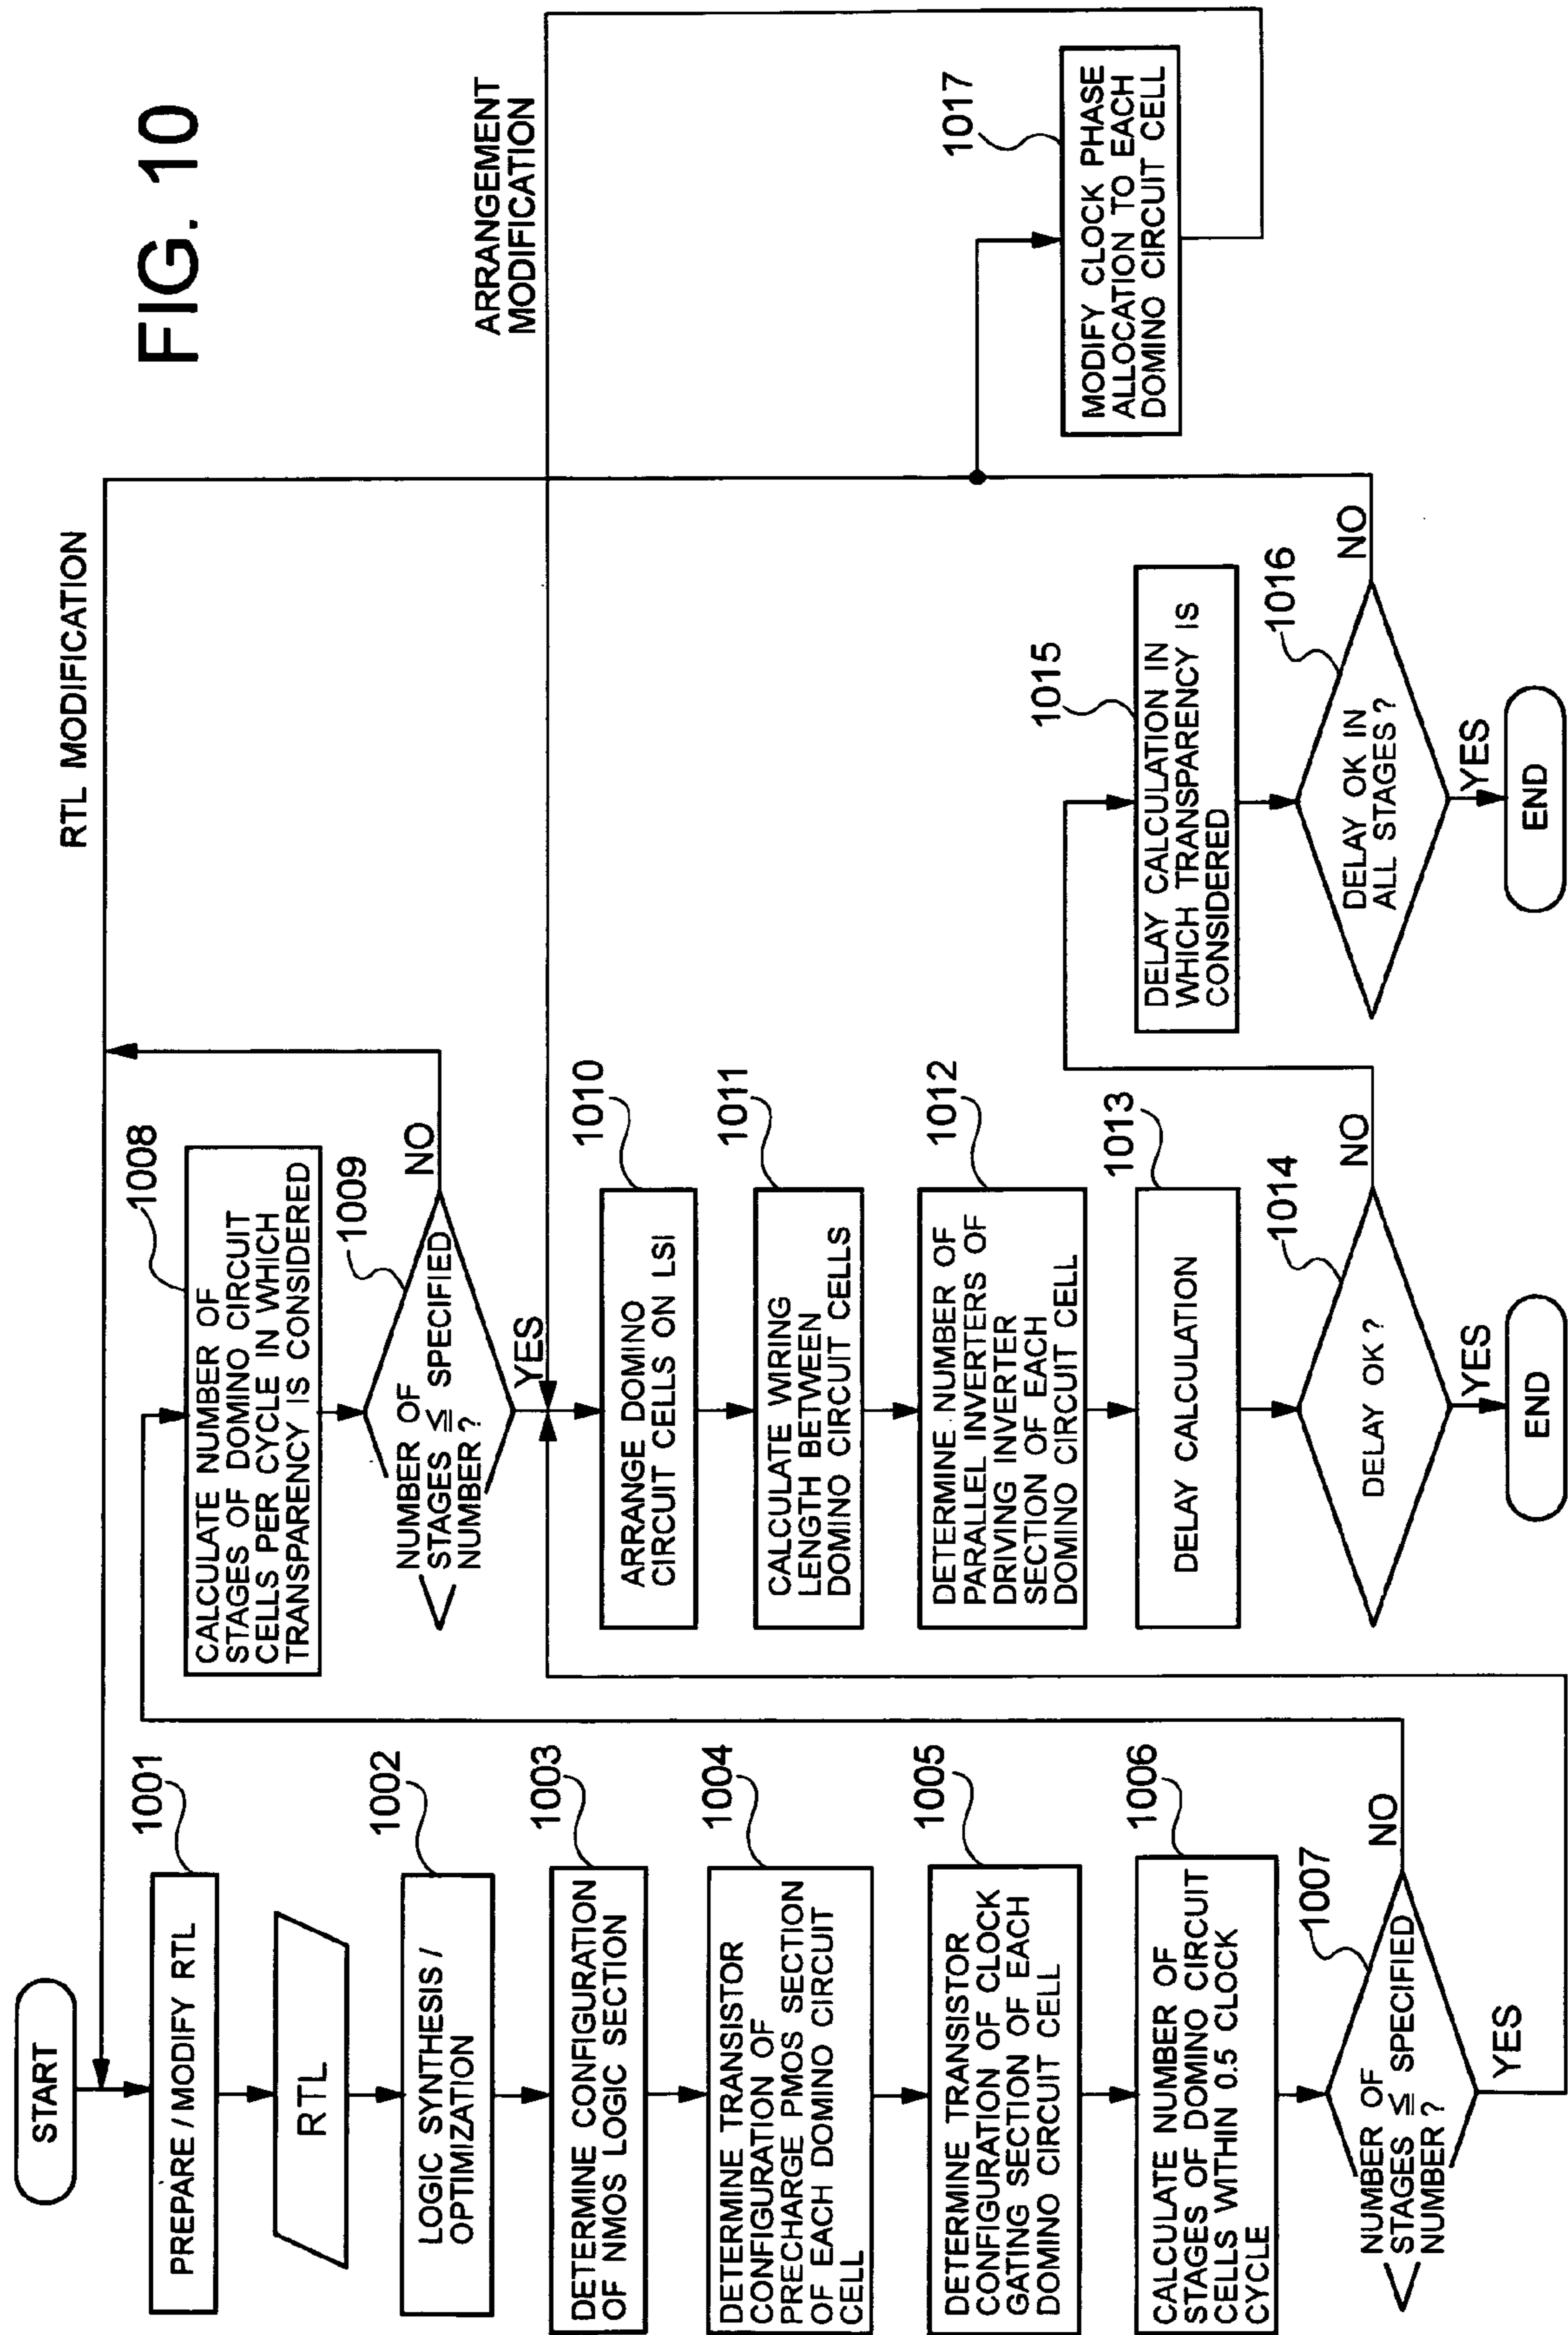 FIG. 10
START
RTL MODIFICATION
ARRANGEMENT
MODIFICATION
1001
PREPARE / MODIFY RTL
RTL
1002
LOGIC SYNTHESIS /
OPTIMIZATION
1003
DETERMINE CONFIGURATION
OF NMOS LOGIC SECTION
1004
DETERMINE TRANSISTOR
CONFIGURATION OF
PRECHARGE PMOS SECTION
OF EACH DOMINO CIRCUIT
CELL
1005
DETERMINE TRANSISTOR
CONFIGURATION OF CLOCK
GATING SECTION OF EACH
DOMINO CIRCUIT CELL
1006
CALCULATE NUMBER OF
STAGES OF DOMINO CIRCUIT
CELLS WITHIN 0.5 CLOCK
CYCLE
1007
NUMBER OF
STAGES ≦ SPECIFIED
NUMBER?
NO
YES
1008
CALCULATE NUMBER OF
STAGES OF DOMINO CIRCUIT
CELLS PER CYCLE IN WHICH
TRANSPARENCY IS CONSIDERED
1009
NUMBER OF
STAGES ≦ SPECIFIED
NUMBER?
NO
YES
1010
ARRANGE DOMINO
CIRCUIT CELLS ON LSI
1011
CALCULATE WIRING
LENGTH BETWEEN
DOMINO CIRCUIT CELLS
1012
DETERMINE NUMBER OF
PARALLEL INVERTERS OF
DRIVING INVERTER
SECTION OF EACH
DOMINO CIRCUIT CELL
1013
DELAY CALCULATION
1014
DELAY OK?
NO
YES
END
1015
DELAY CALCULATION IN
WHICH TRANSPARENCY IS
CONSIDERED
1016
DELAY OK IN
ALL STAGES?
NO
YES
END
1017
MODIFY CLOCK PHASE
ALLOCATION TO EACH
DOMINO CIRCUIT CELL